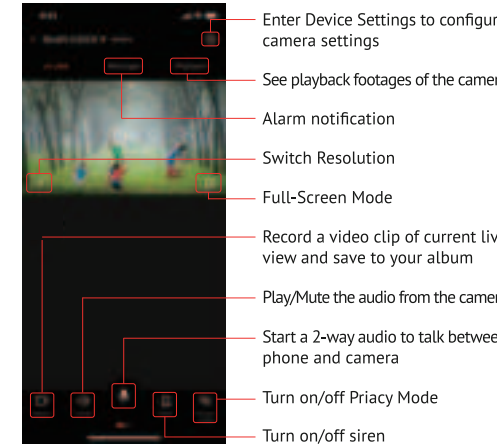 Enter Device Settings to configur
camera settings
See playback footages of the camer
Alarm notification
Switch Resolution
Full-Screen Mode
Record a video clip of current liv
view and save to your album
Play/Mute the audio from the camer
Start a 2-way audio to talk betwee
phone and camera
Turn on/off Priacy Mode
Turn on/off siren